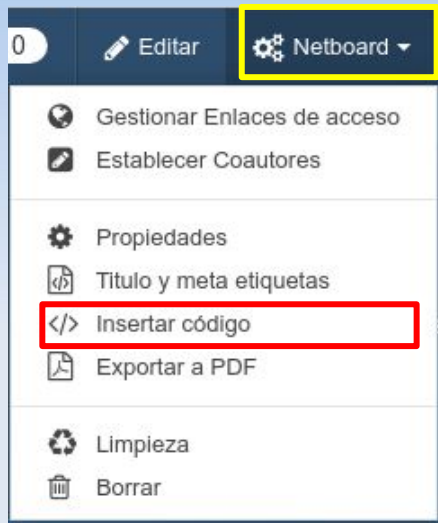 0 Editar Netboard
Gestionar Enlaces de acceso
Establecer Coautores
Propiedades
Titulo y meta etiquetas
</> Insertar código
Exportar a PDF
Limpieza
Borrar